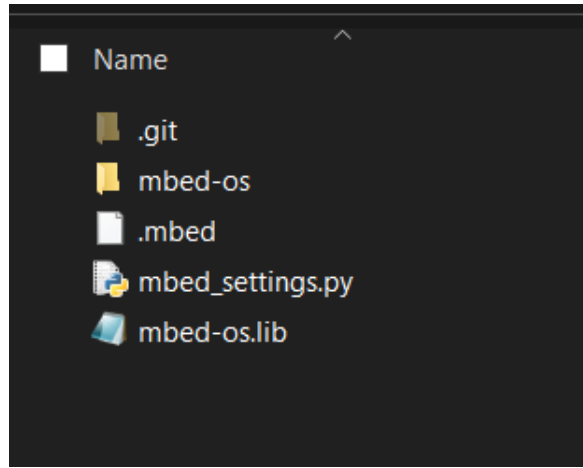 Name
.git
mbed-os
.mbed
mbed_settings.py
mbed-os.lib